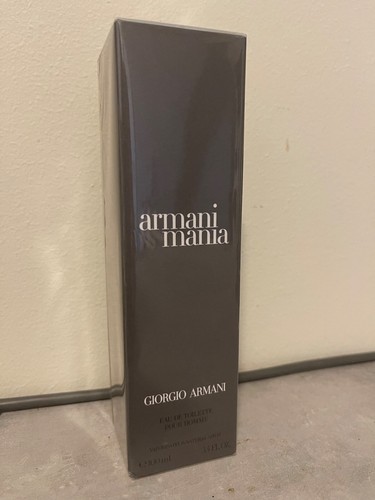 armani
mania
GIORGIO ARMANI
EAU DE TOILETTE
POUR HOMME